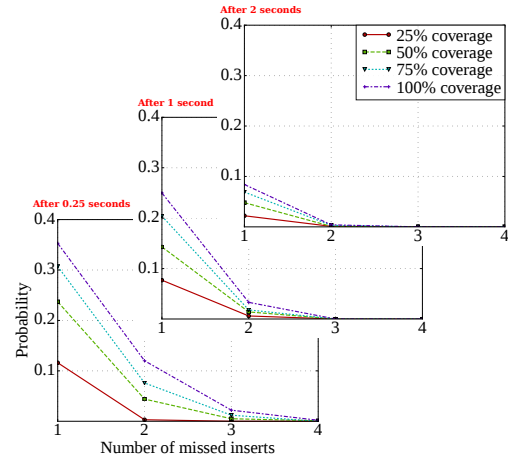 After 2 seconds
0.4
0.3
0.2
0.1
1
2
3
4
25% coverage
50% coverage
75% coverage
100% coverage
After 1 second
0.4
0.3
0.2
0.1
1
2
3
4
After 0.25 seconds
0.4
0.3
0.2
0.1
1
2
3
4
Probability
Number of missed inserts